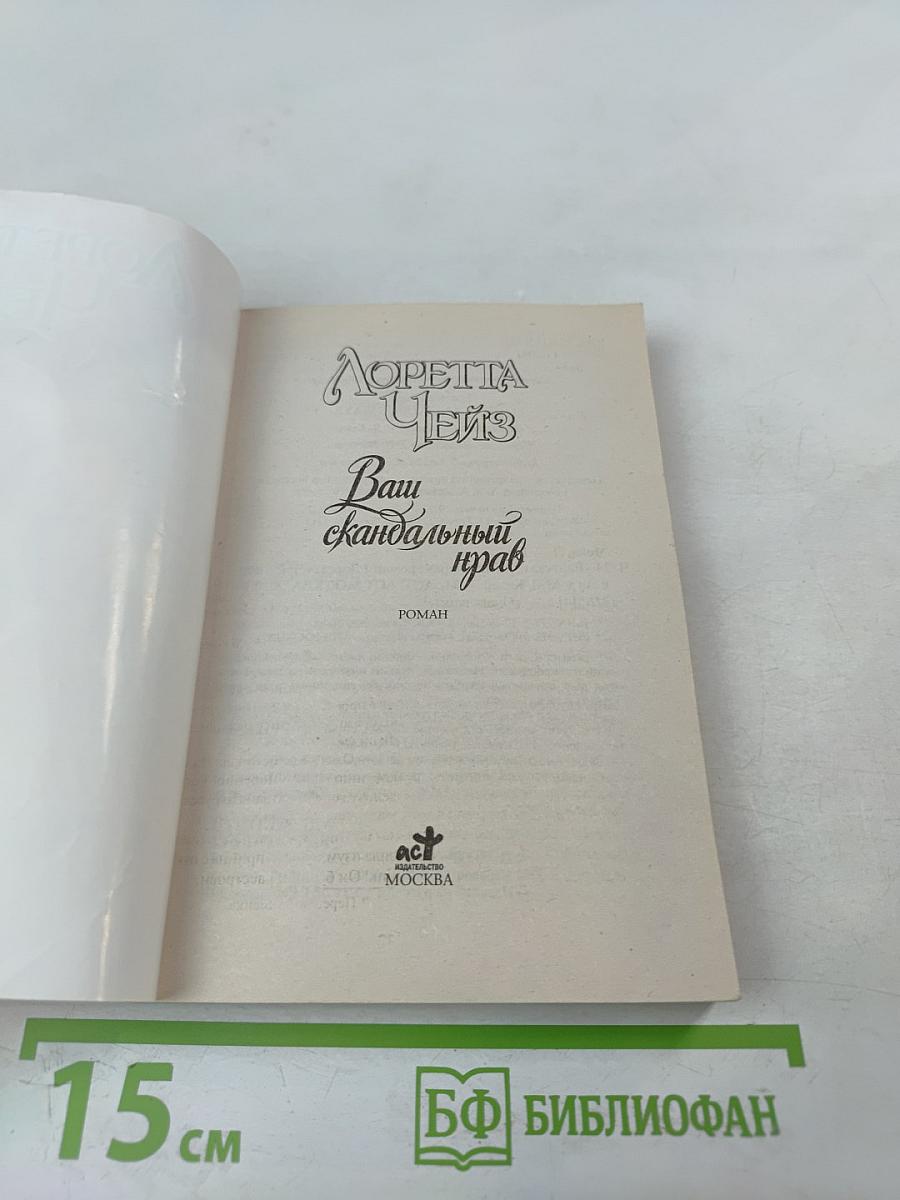 ЛОРЕТТА
ЧЕЙЗ
Ваш
скандальный
нрав
РОМАН
аст
ИЗДАТЕЛЬСТВО
МОСКВА
15 см
БФ БИБЛИОФАН